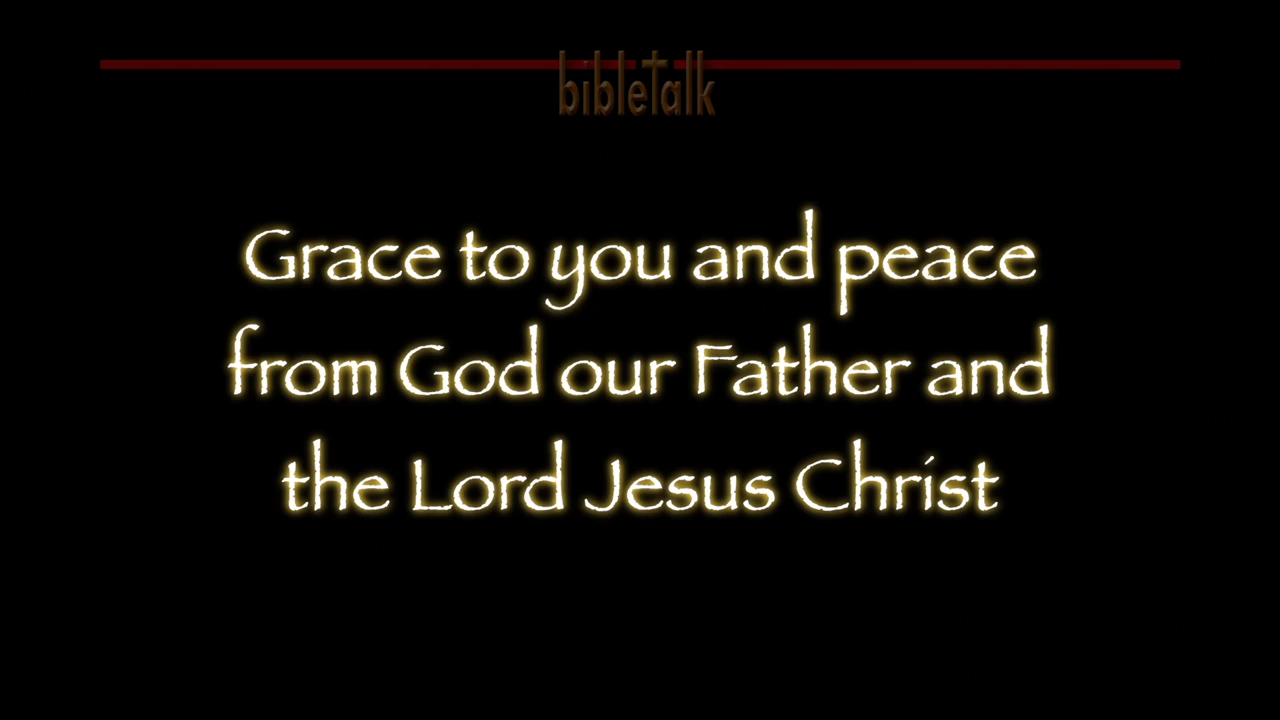 bibleTalk
Grace to you and peace
from God our Father and
the Lord Jesus Christ